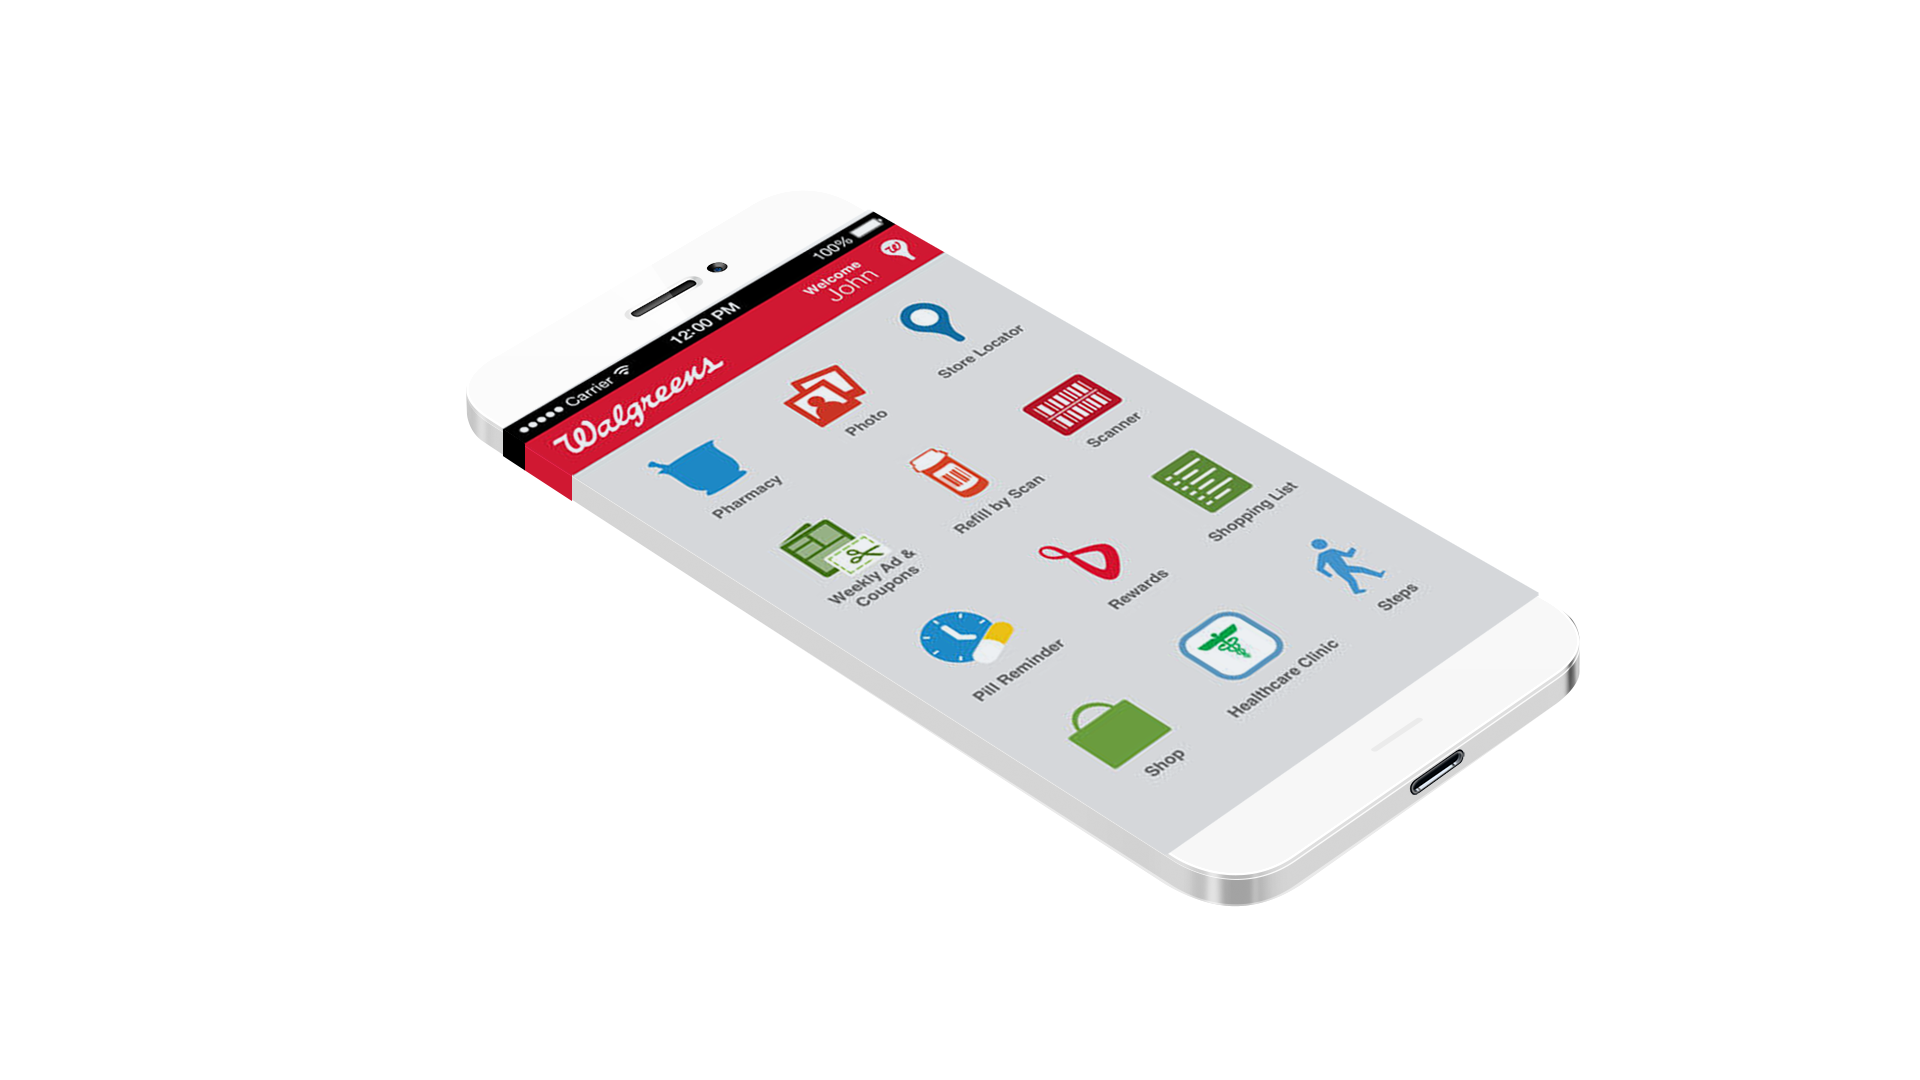 Carrier 12:00 PM 100%
Walgreens
Welcome
John
Pharmacy
Photo
Store Locator
Weekly Ad &
Coupons
Refill by Scan
Scanner
Pill Reminder
Rewards
Shopping List
Shop
Healthcare Clinic
Steps